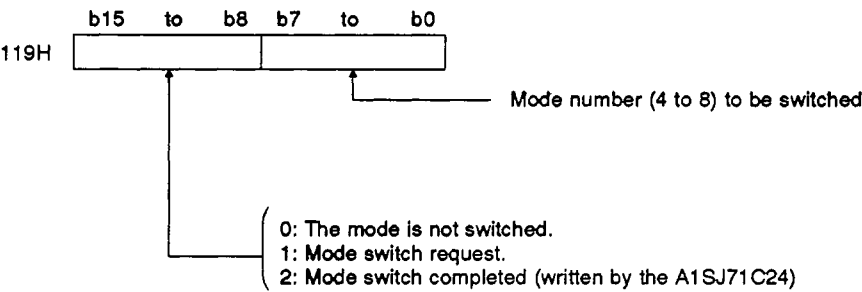 b15 to b8 b7 to b0
119H
Mode number (4 to 8) to be switched
0: The mode is not switched.
1: Mode switch request.
2: Mode switch completed (written by the A1SJ71C24)